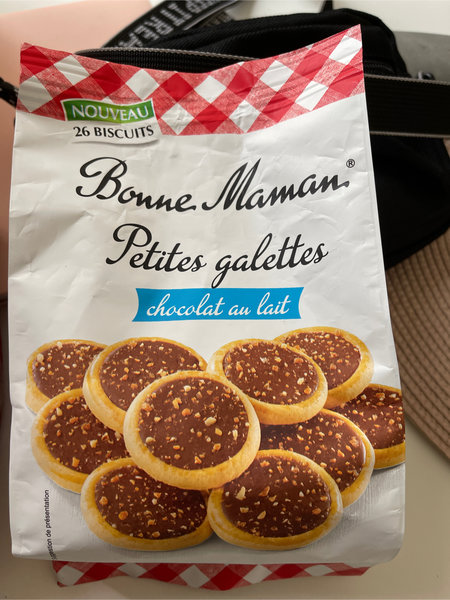 NOUVEAU
26 BISCUITS
Bonne Maman®
Petites galettes
chocolat au lait